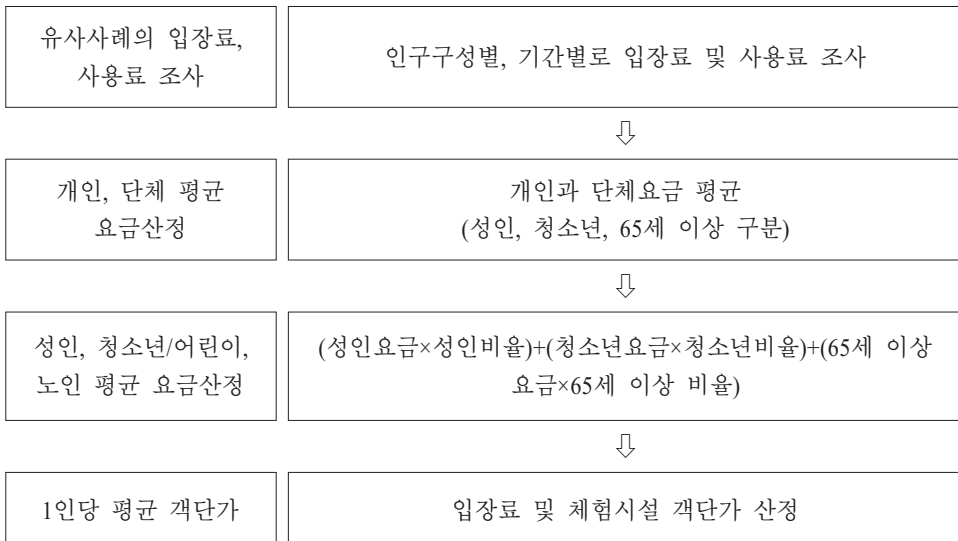 유사사례의 입장료,
사용료 조사
인구구성별, 기간별로 입장료 및 사용료 조사
⇩
개인, 단체 평균
요금산정
개인과 단체요금 평균
(성인, 청소년, 65세 이상 구분)
⇩
성인, 청소년/어린이,
노인 평균 요금산정
(성인요금×성인비율)+(청소년요금×청소년비율)+(65세 이상
요금×65세 이상 비율)
⇩
1인당 평균 객단가
입장료 및 체험시설 객단가 산정